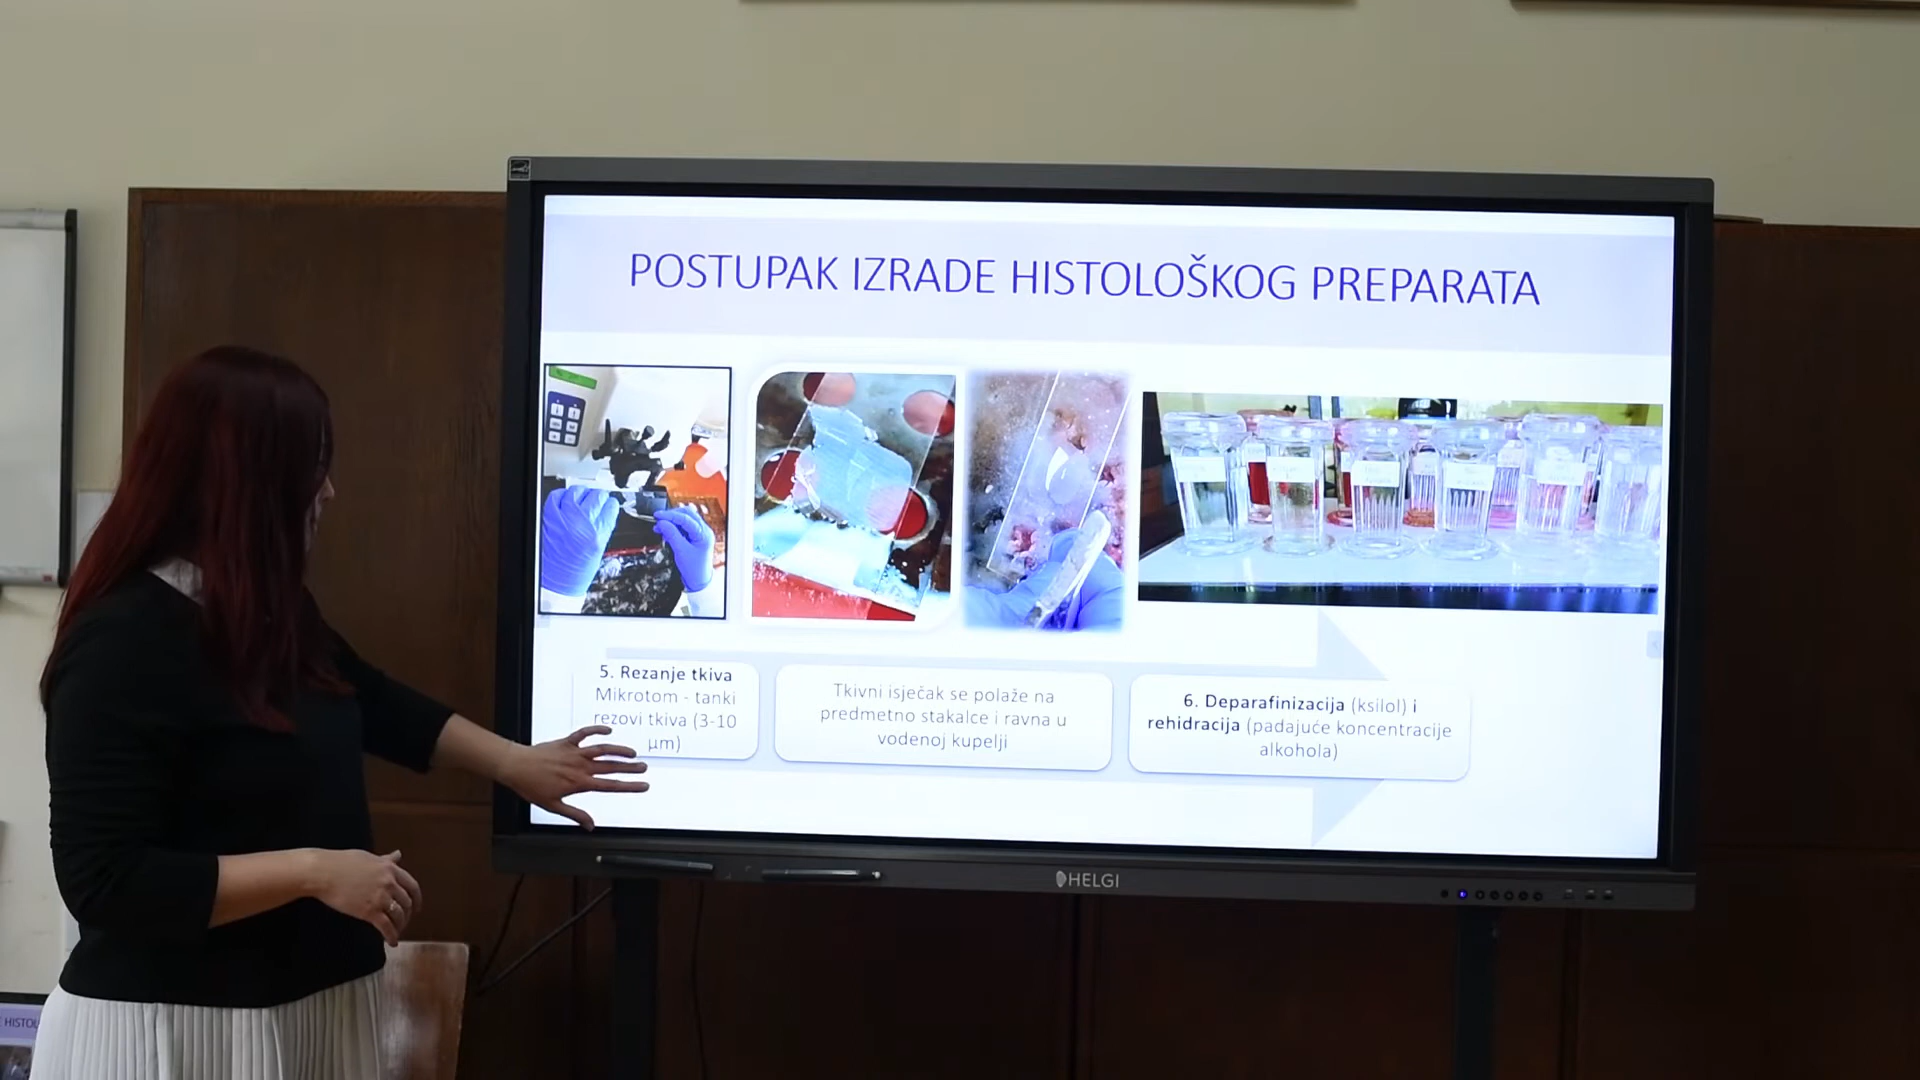 POSTUPAK IZRADE HISTOLOŠKOG PREPARATA
5. Rezanje tkiva
Mikrotom - tanki
rezovi tkiva (3-10
µm)
Tkivni isječak se polaže na
predmetno stakalce i ravna u
vodenoj kupelji
6. Deparafinizacija (ksilol) i
rehidracija (padajuće koncentracije
alkohola)
HELGI
E HISTOL